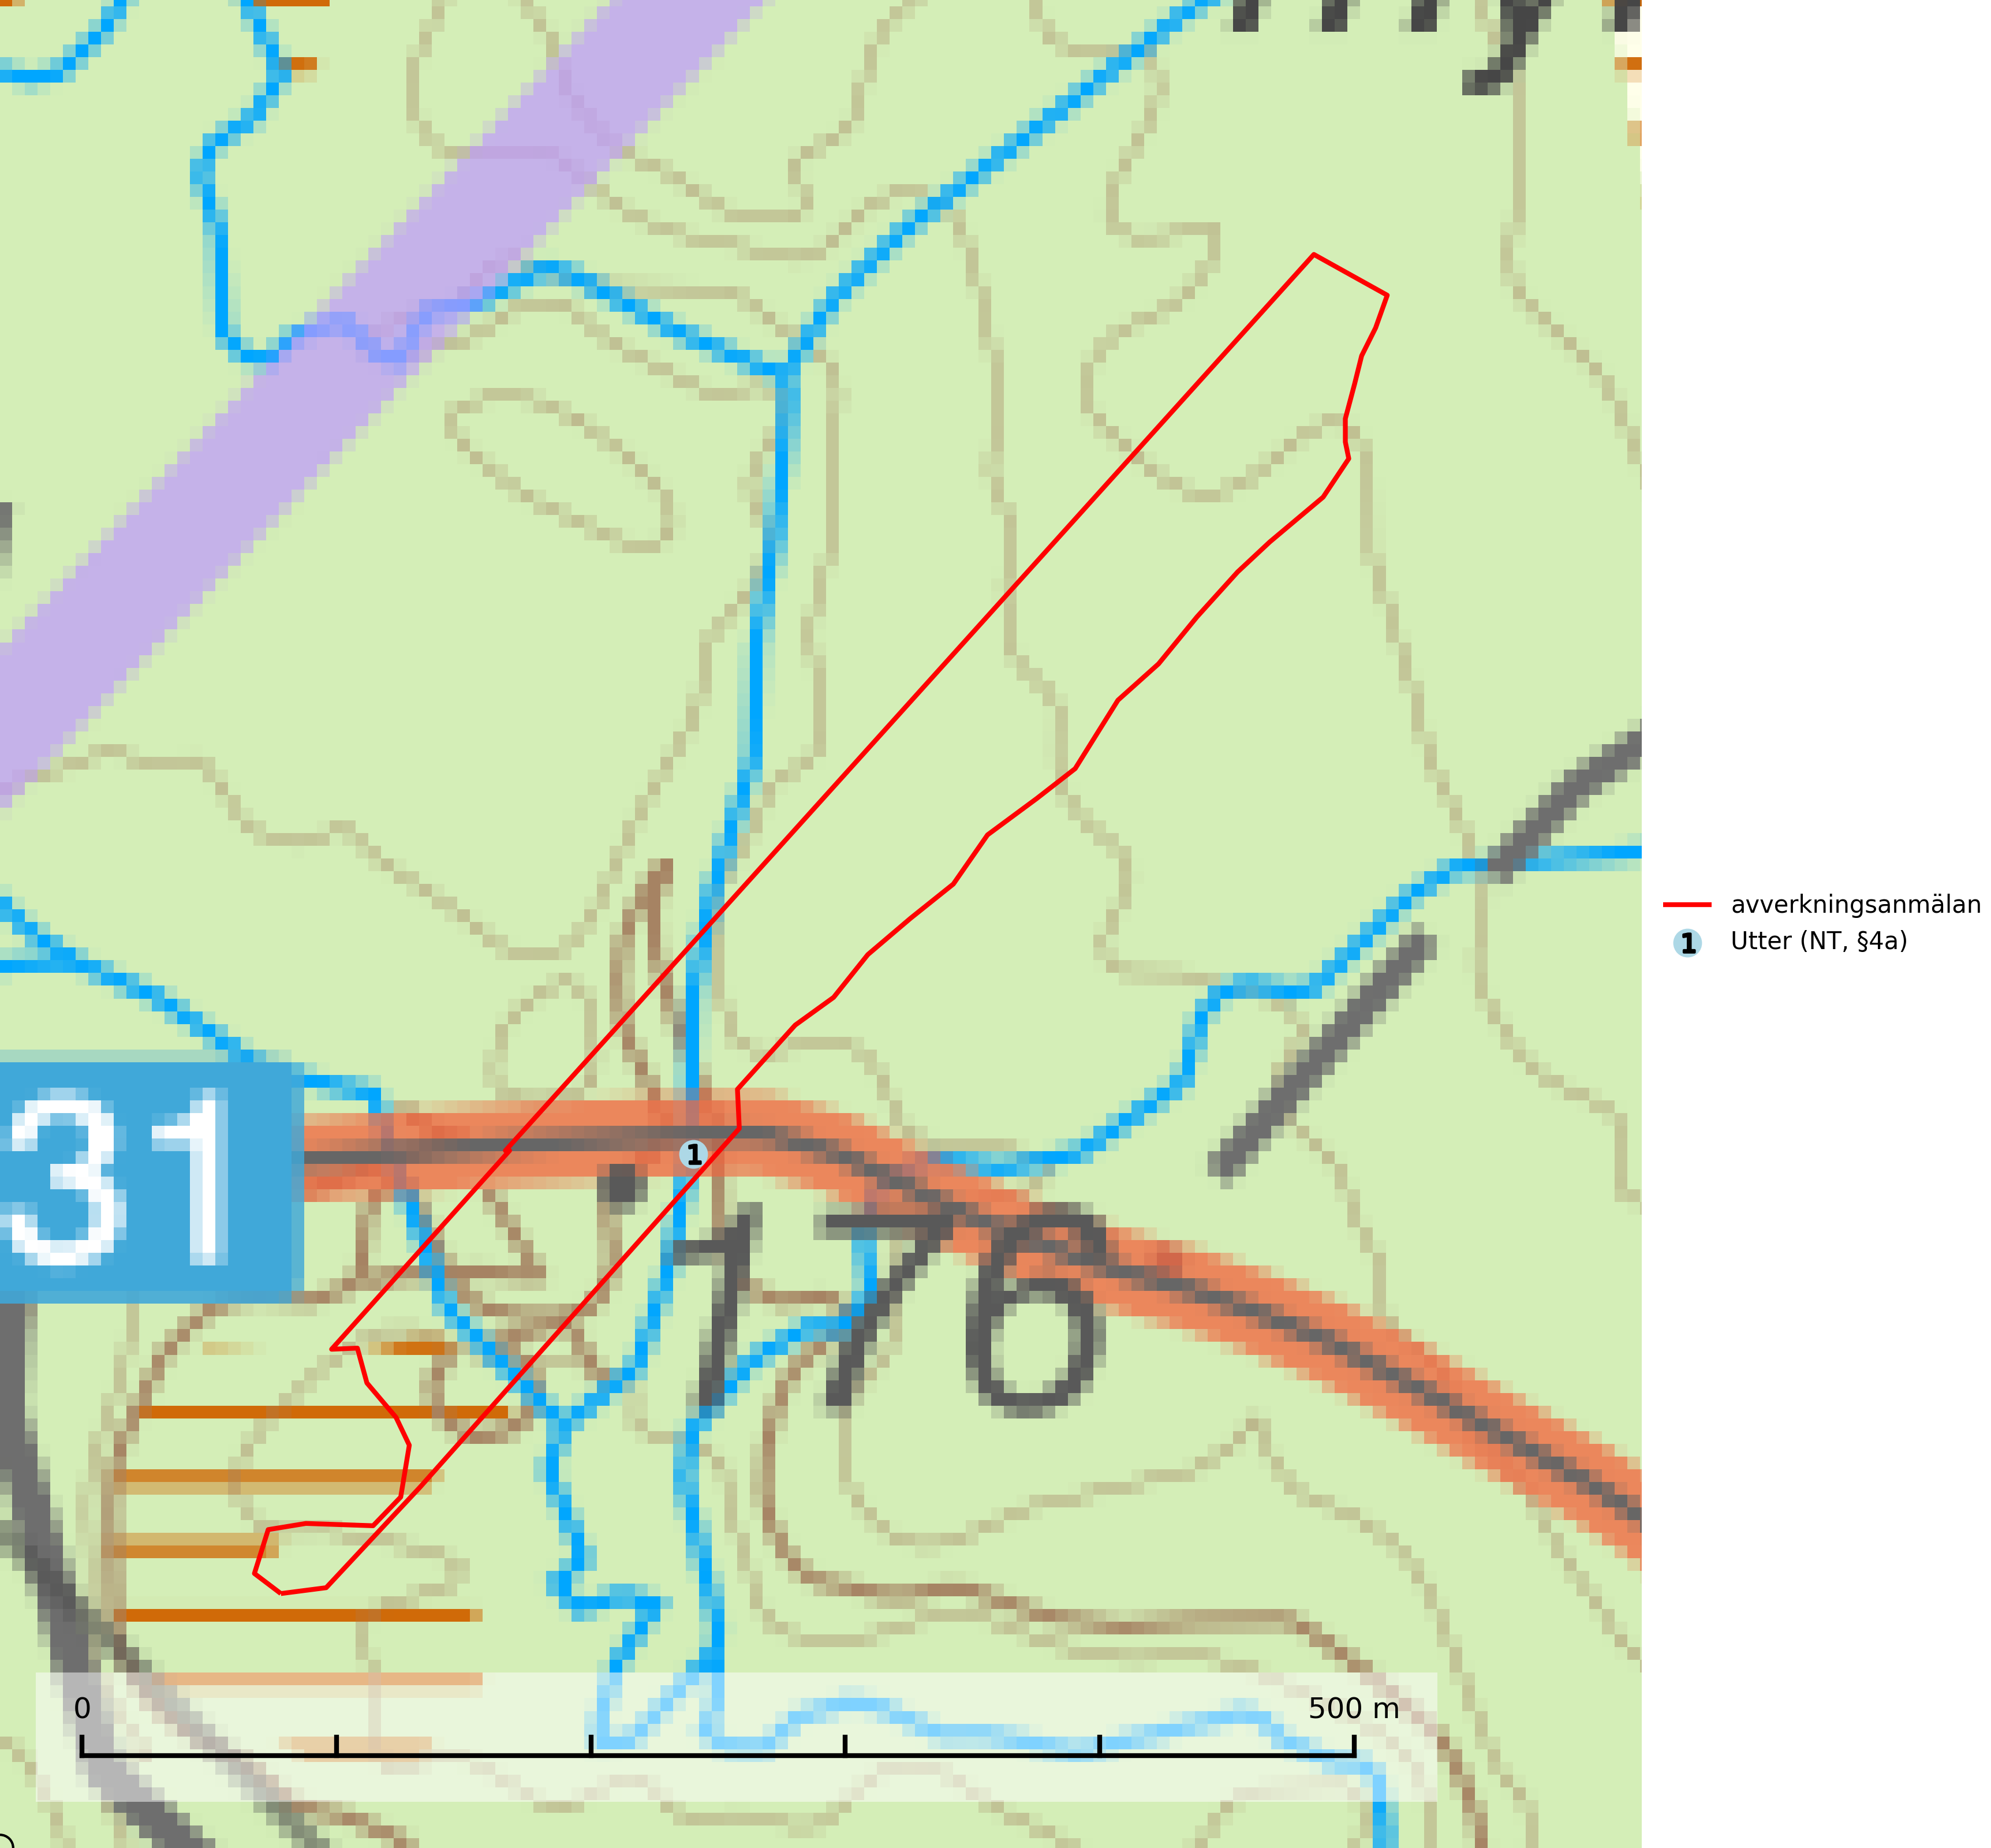 avverkningsanmälan
1 Utter (NT, §4a)
1
31
176
0 500 m